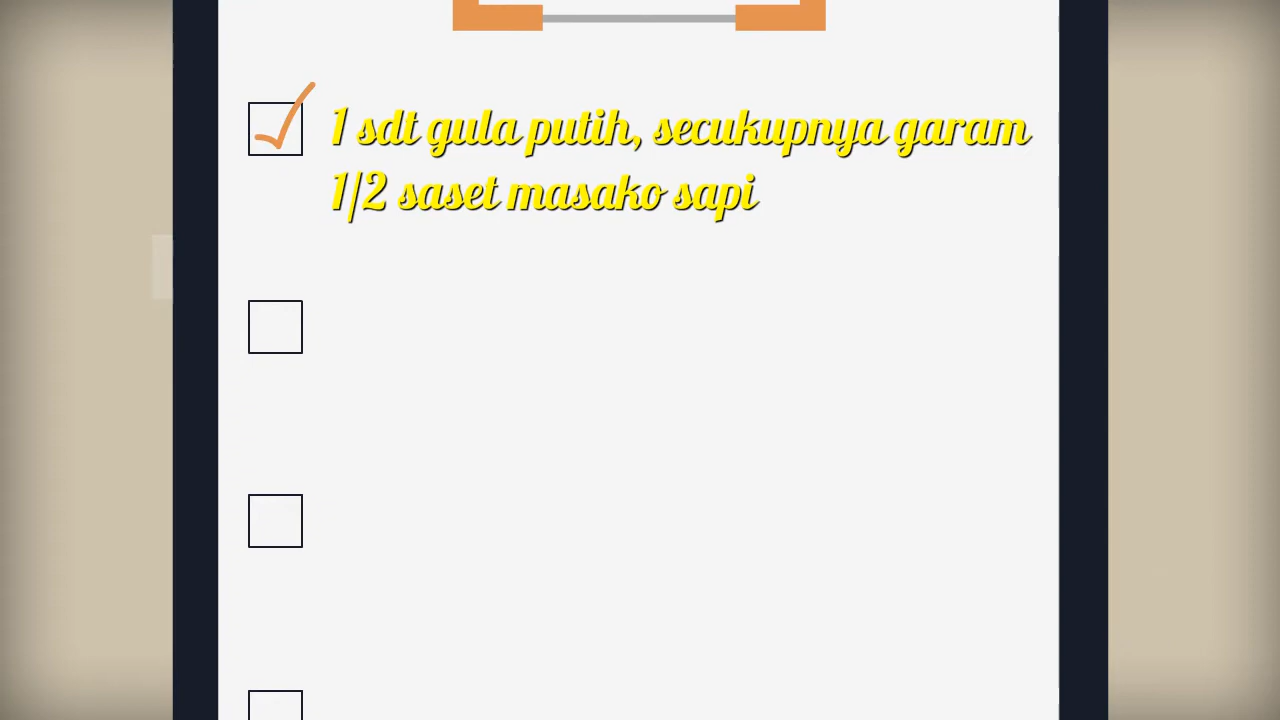 1 sdt gula putih, secukupnya garam
1/2 saset masako sapi